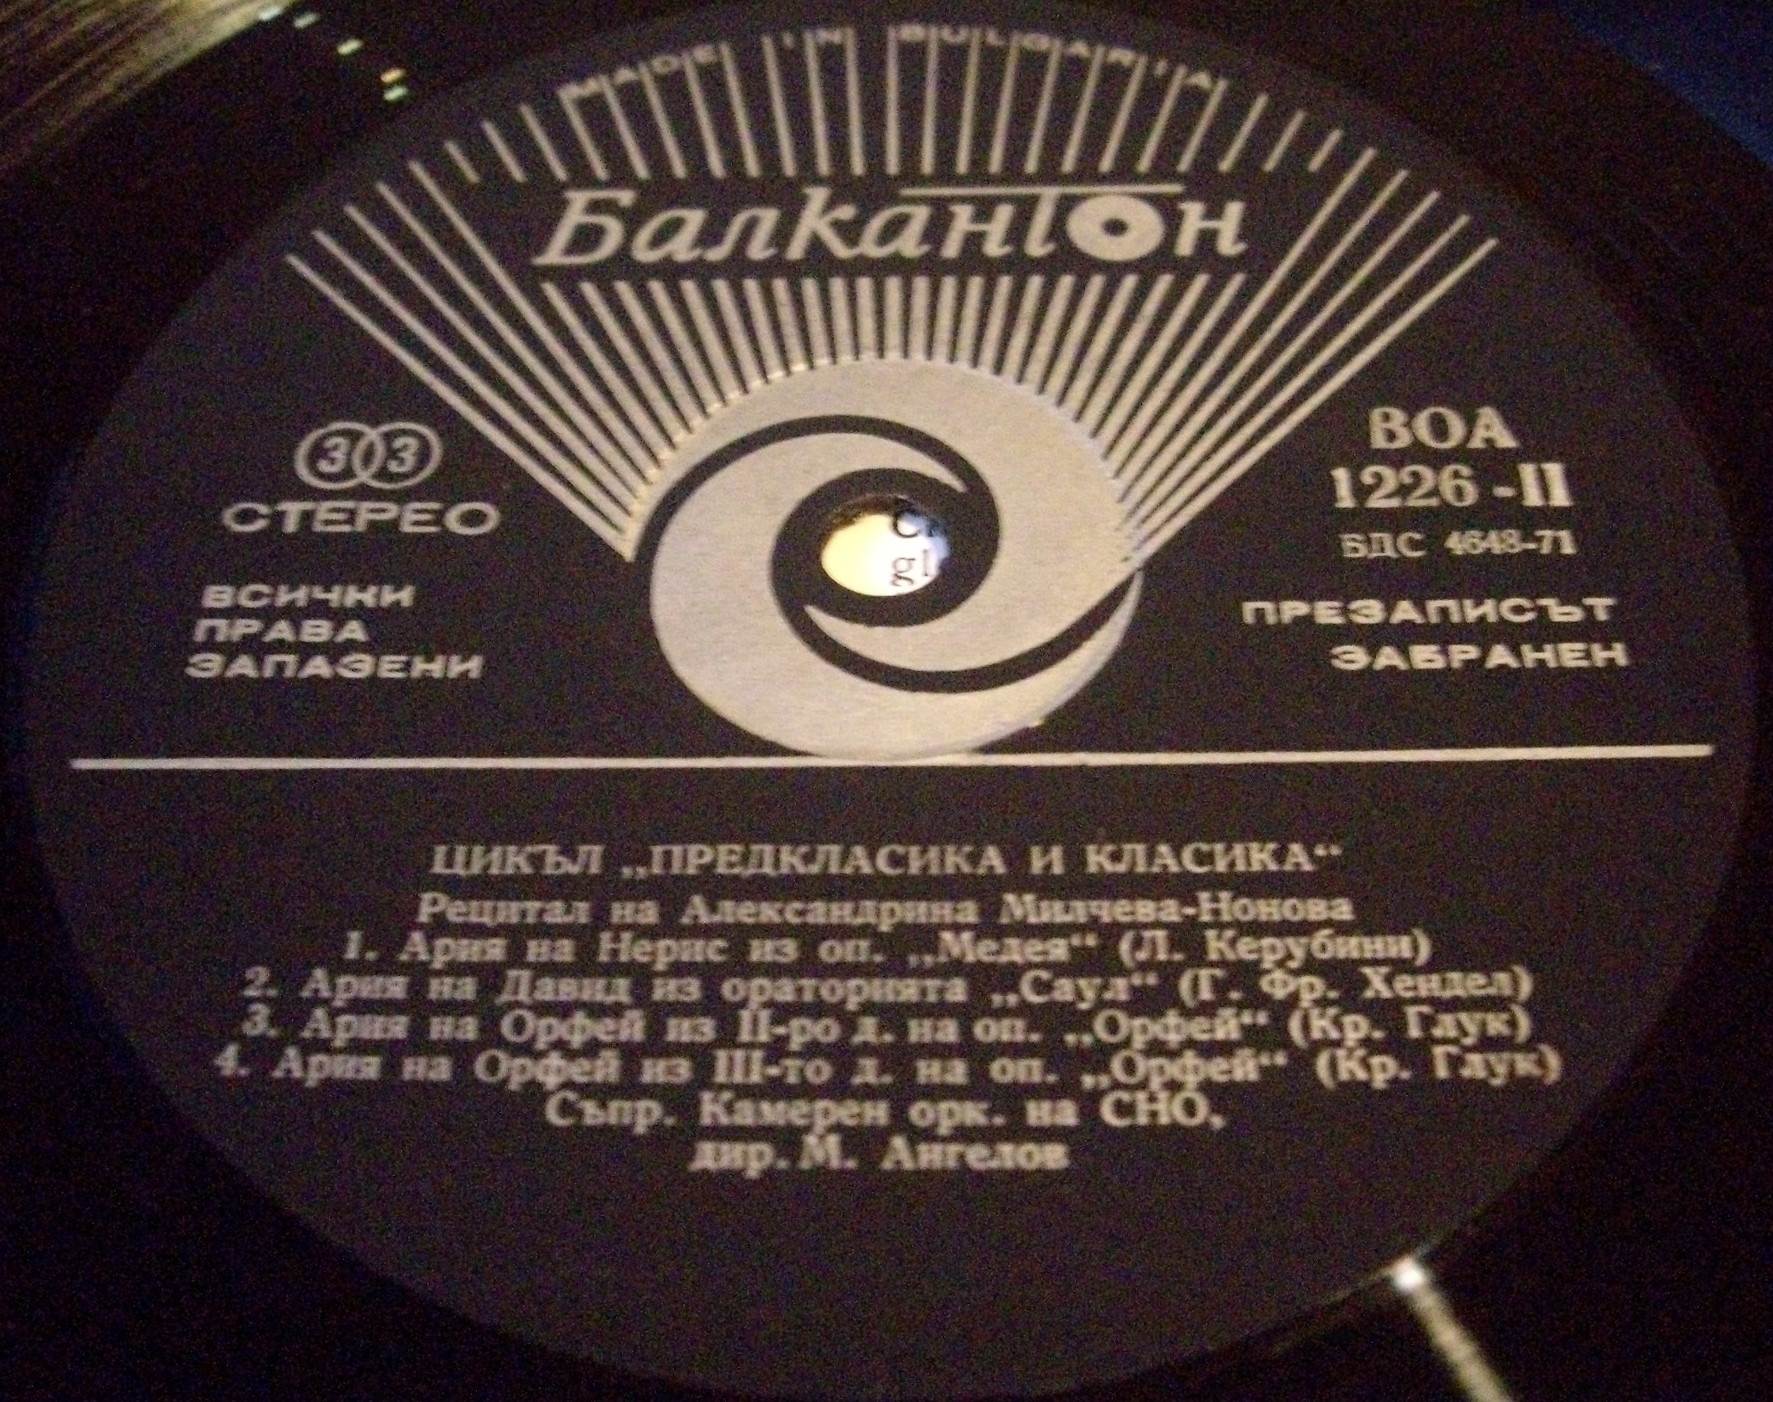 MADE IN BULGARIA
Балкантон
33
СТЕРЕО
ВСИЧКИ
ПРАВА
ЗАПАЗЕНИ
ВОА
1226 -II
БДС 4648-71
ПРЕЗАПИСЪТ
ЗАБРАНЕН
ЦИКЪЛ „ПРЕДКЛАСИКА И КЛАСИКА“
Рецитал на Александрина Милчева-Нонова
1. Ария на Нерис из оп. „Медея“ (Л. Керубини)
2. Ария на Давид из ораторията „Саул“ (Г. Фр. Хендел)
3. Ария на Орфей из II-ро д. на оп. „Орфей“ (Кр. Глук)
4. Ария на Орфей из III-то д. на оп. „Орфей“ (Кр. Глук)
Съпр. Камерен орк. на СНО,
дир. М. Ангелов